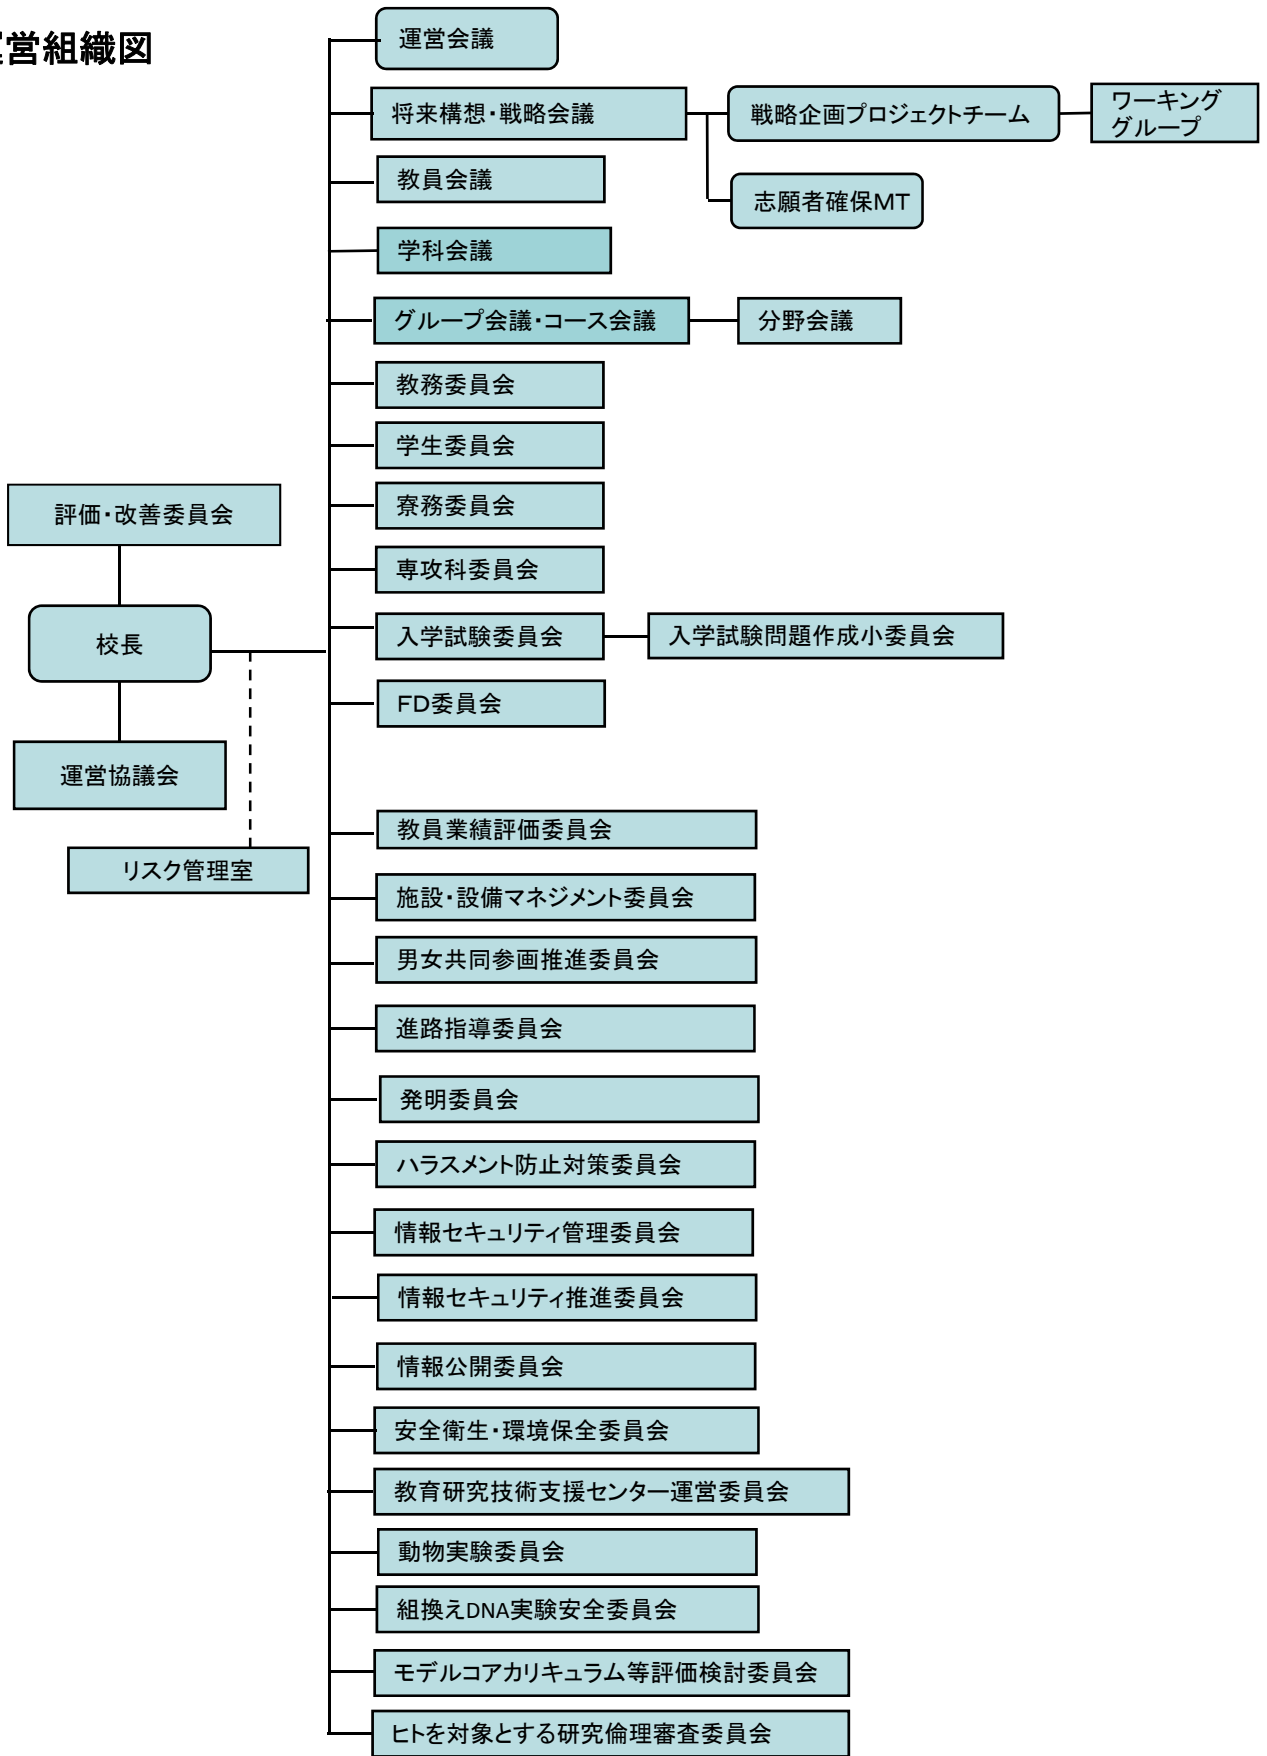 営組織図
運営会議
将来構想・戦略会議
戦略企画プロジェクトチーム
ワーキング
グループ
教員会議
志願者確保MT
学科会議
グループ会議・コース会議
分野会議
教務委員会
学生委員会
寮務委員会
評価・改善委員会
専攻科委員会
校長
入学試験委員会
入学試験問題作成小委員会
FD委員会
運営協議会
教員業績評価委員会
リスク管理室
施設・設備マネジメント委員会
男女共同参画推進委員会
進路指導委員会
発明委員会
ハラスメント防止対策委員会
情報セキュリティ管理委員会
情報セキュリティ推進委員会
情報公開委員会
安全衛生・環境保全委員会
教育研究技術支援センター運営委員会
動物実験委員会
組換えDNA実験安全委員会
モデルコアカリキュラム等評価検討委員会
ヒトを対象とする研究倫理審査委員会